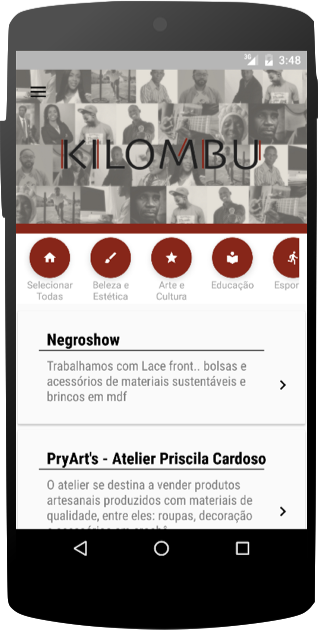 3G 3:48
KILOMBU
Selecionar
Todas
Beleza e
Estética
Arte e
Cultura
Educação
Espor
Negroshow
Trabalhamos com Lace front.. bolsas e
acessórios de materiais sustentáveis e
brincos em mdf
PryArt's - Atelier Priscila Cardoso
O atelier se destina a vender produtos
artesanais produzidos com materiais de
qualidade, entre eles: roupas, decoração